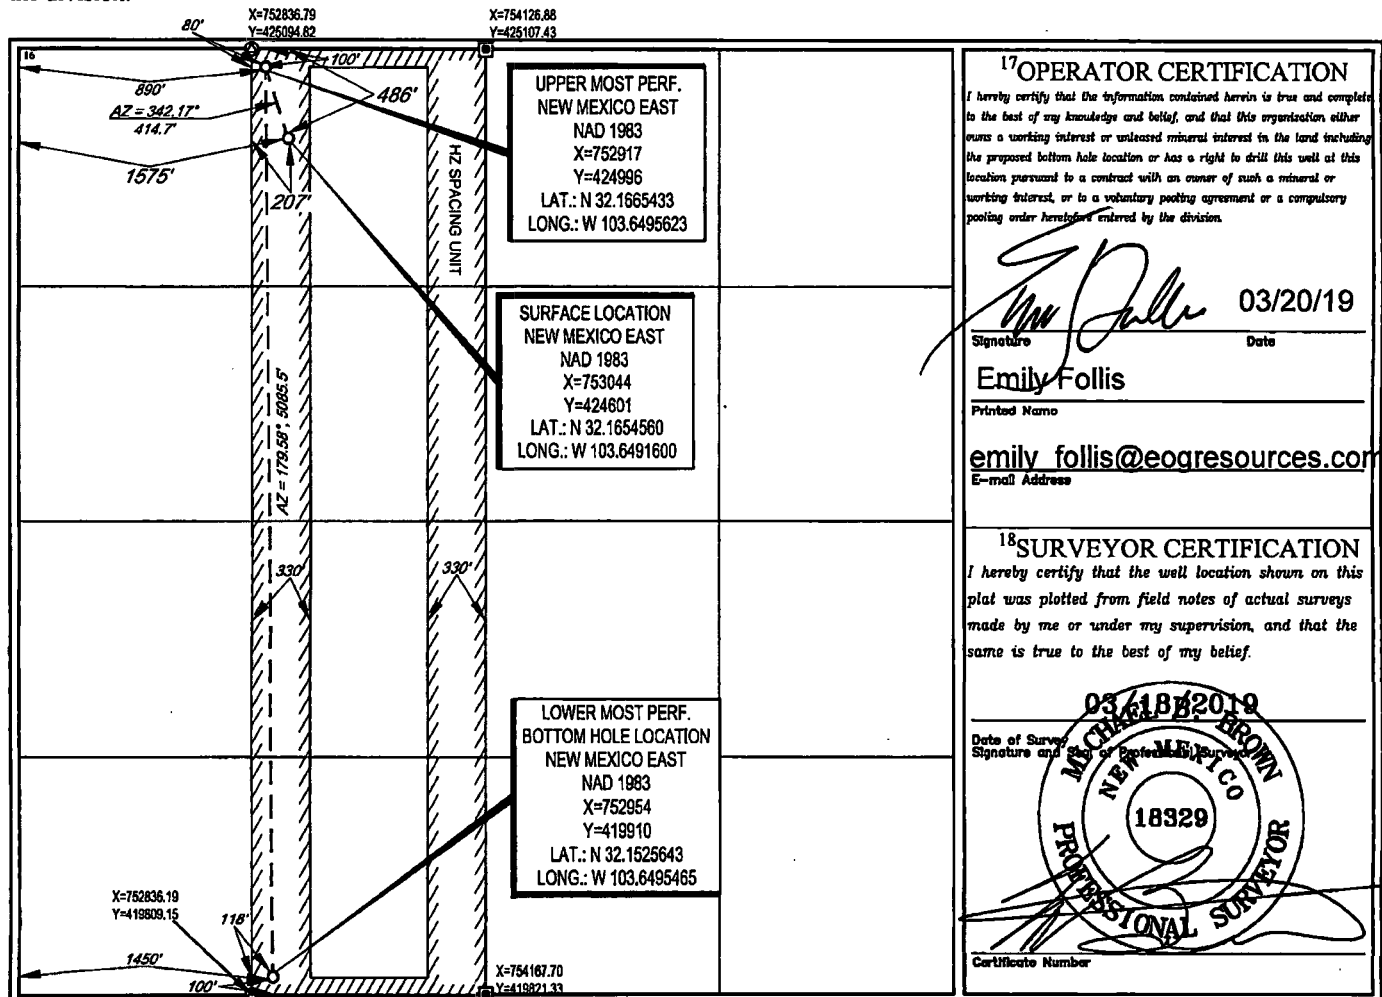 the division.
X=752836.79
Y=425094.82
X=754126.88
Y=425107.43
80'
16
100'
890'
AZ = 342.17°
414.7'
486'
1575'
207'
HZ SPACING UNIT
UPPER MOST PERF.
NEW MEXICO EAST
NAD 1983
X=752917
Y=424996
LAT.: N 32.1665433
LONG.: W 103.6495623
SURFACE LOCATION
NEW MEXICO EAST
NAD 1983
X=753044
Y=424601
LAT.: N 32.1654560
LONG.: W 103.6491600
AZ = 179.58°, 5085.5'
330'
330'
LOWER MOST PERF.
BOTTOM HOLE LOCATION
NEW MEXICO EAST
NAD 1983
X=752954
Y=419910
LAT.: N 32.1525643
LONG.: W 103.6495465
X=752836.19
Y=419809.15
118'
1450'
100'
X=754167.70
Y=419821.33
17OPERATOR CERTIFICATION
I hereby certify that the information contained herein is true and complete
to the best of my knowledge and belief, and that this organization either
owns a working interest or unleased mineral interest in the land including
the proposed bottom hole location or has a right to drill this well at this
location pursuant to a contract with an owner of such a mineral or
working interest, or to a voluntary pooling agreement or a compulsory
pooling order heretofore entered by the division.
03/20/19
Signature Date
Emily Follis
Printed Name
emily_follis@eogresources.com
E-mail Address
18SURVEYOR CERTIFICATION
I hereby certify that the well location shown on this
plat was plotted from field notes of actual surveys
made by me or under my supervision, and that the
same is true to the best of my belief.
03/18/2019
Date of Survey
Signature and Seal of Professional Surveyor
MICHAEL B. BROWN
NEW MEXICO
18329
PROFESSIONAL SURVEYOR
Certificate Number